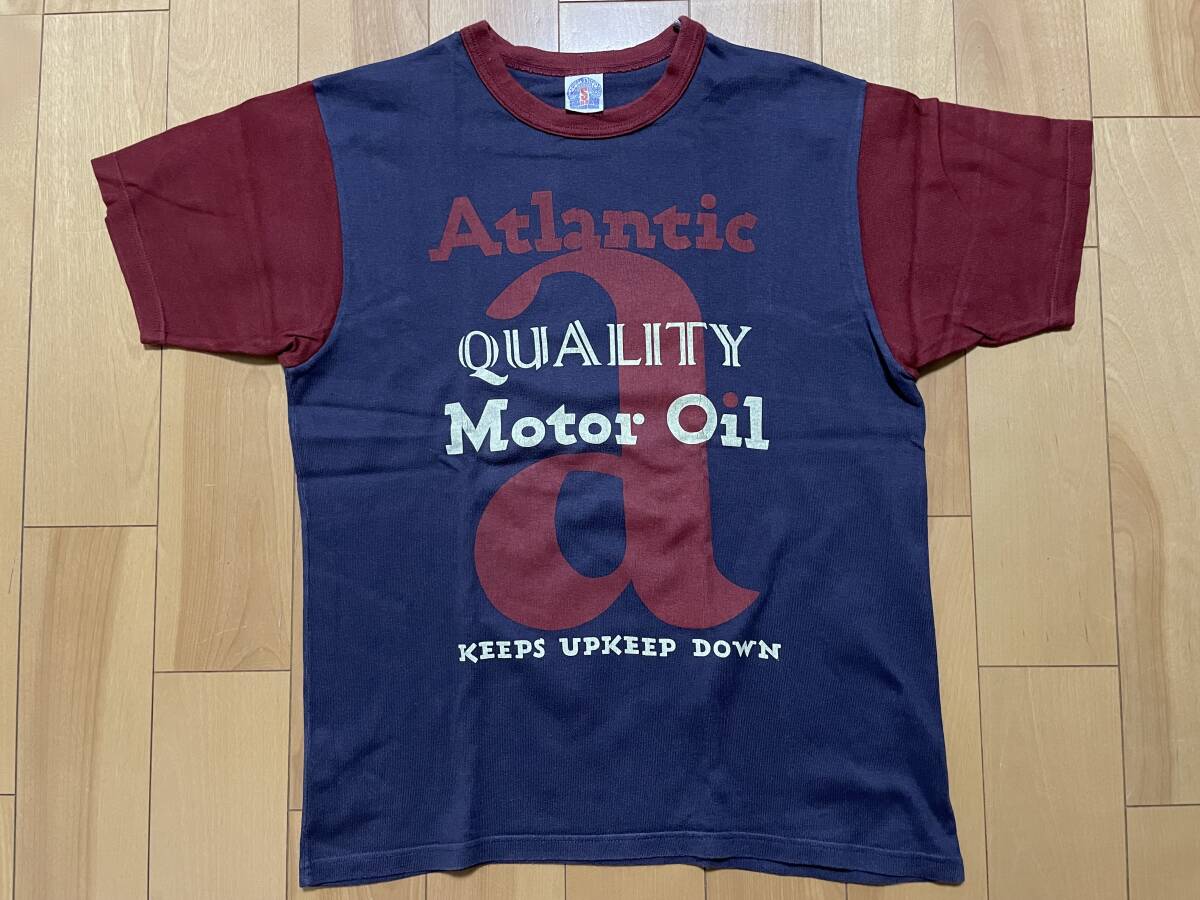 Atlantic
a
QUALITY
Motor Oil
KEEPS UPKEEP DOWN